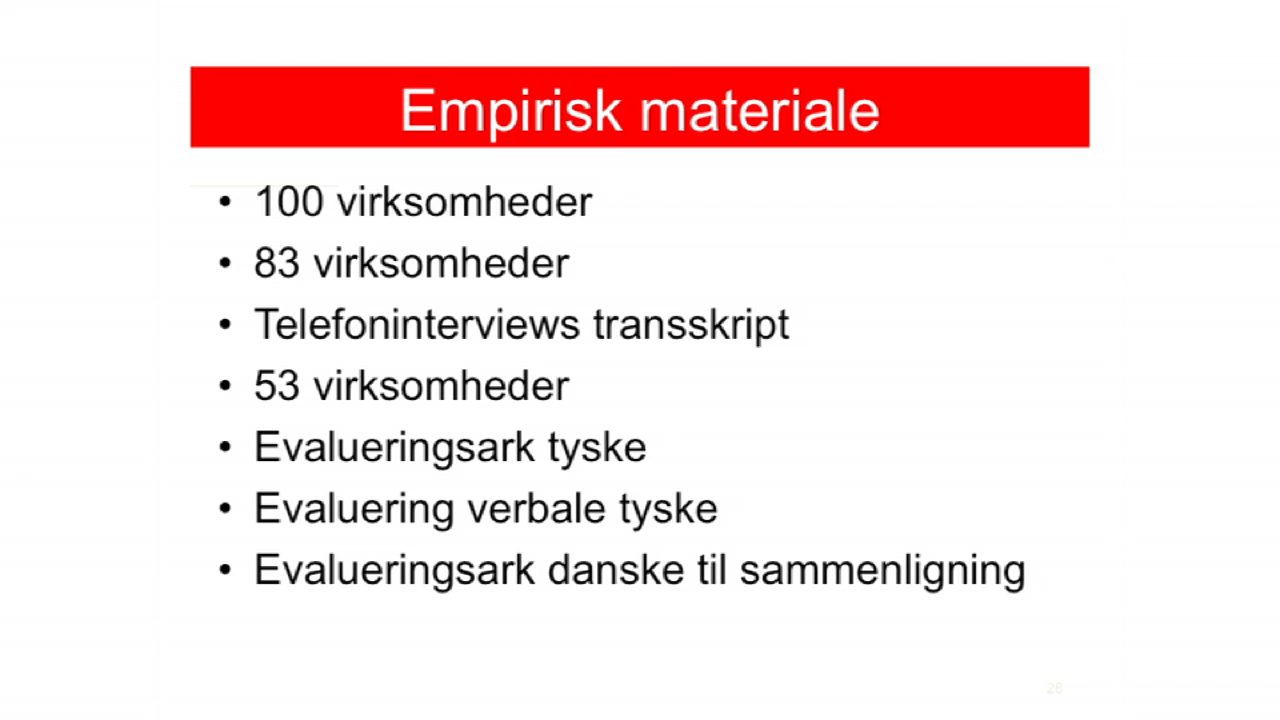 Empirisk materiale
• 100 virksomheder
• 83 virksomheder
• Telefoninterviews transskript
• 53 virksomheder
• Evalueringsark tyske
• Evaluering verbale tyske
• Evalueringsark danske til sammenligning
26